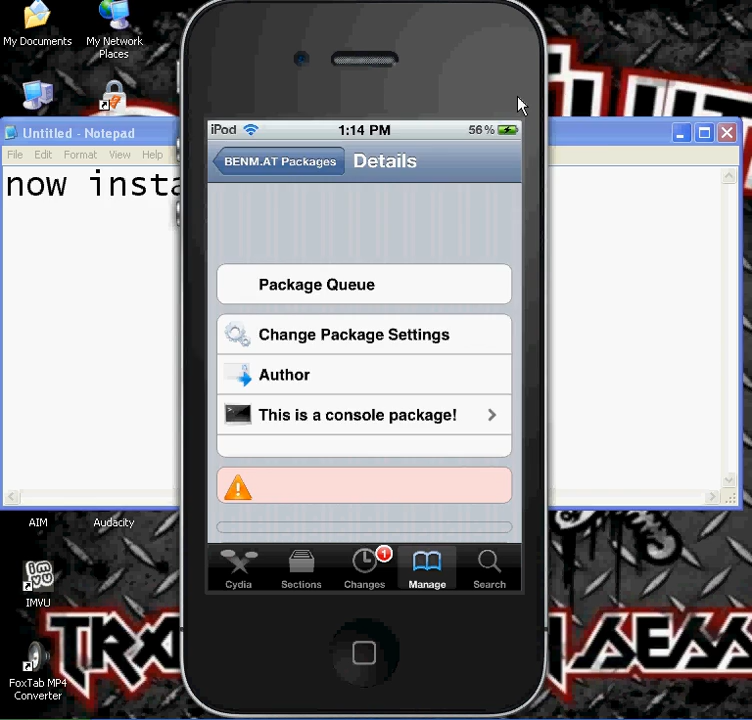 My Documents
My Network Places
Untitled - Notepad
File Edit Format View Help
now inst
iPod 1:14 PM 56%
BENM.AT Packages Details
Package Queue
Change Package Settings
Author
This is a console package!
Cydia Sections Changes 1 Manage Search
AIM
Audacity
IMVU
FoxTab MP4 Converter